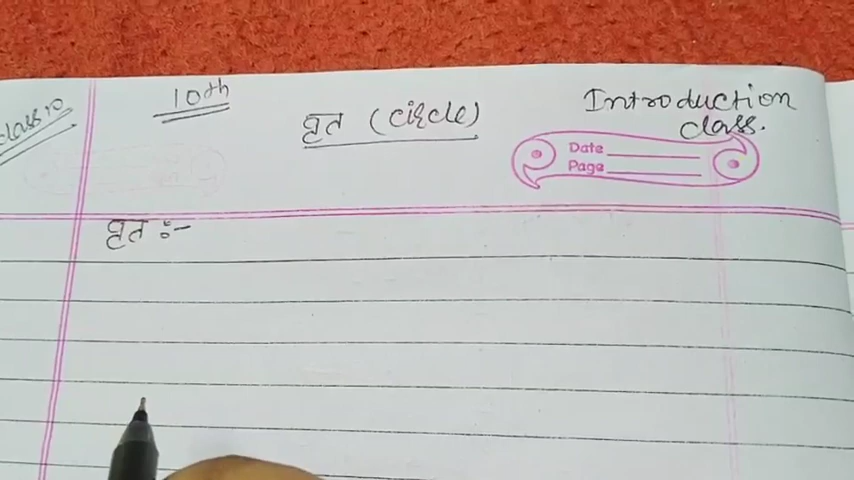 class 10
10th
वृत (circle)
Introduction
class.
Date
Page
वृत :-